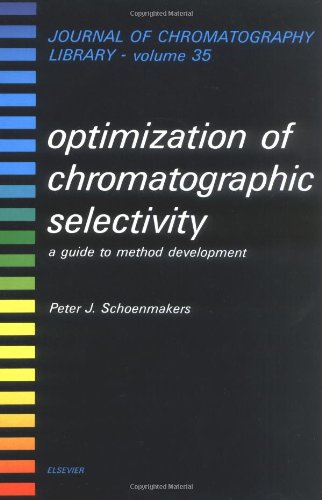 JOURNAL OF CHROMATOGRAPHY
LIBRARY - volume 35
optimization of
chromatographic
selectivity
a guide to method development
Peter J. Schoenmakers
ELSEVIER